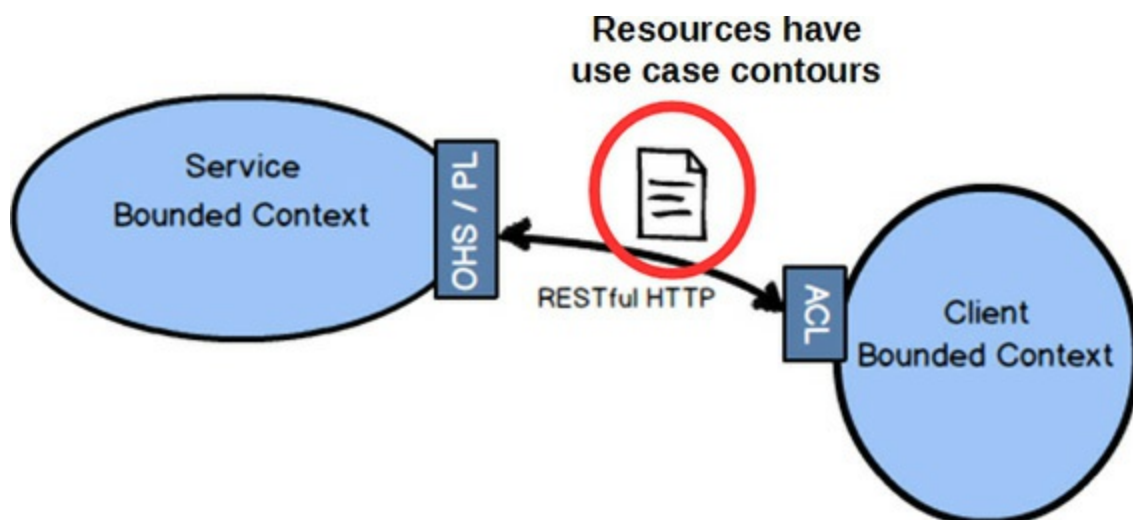 Resources have
use case contours
Service
Bounded Context
OHS / PL
RESTful HTTP
ACL
Client
Bounded Context